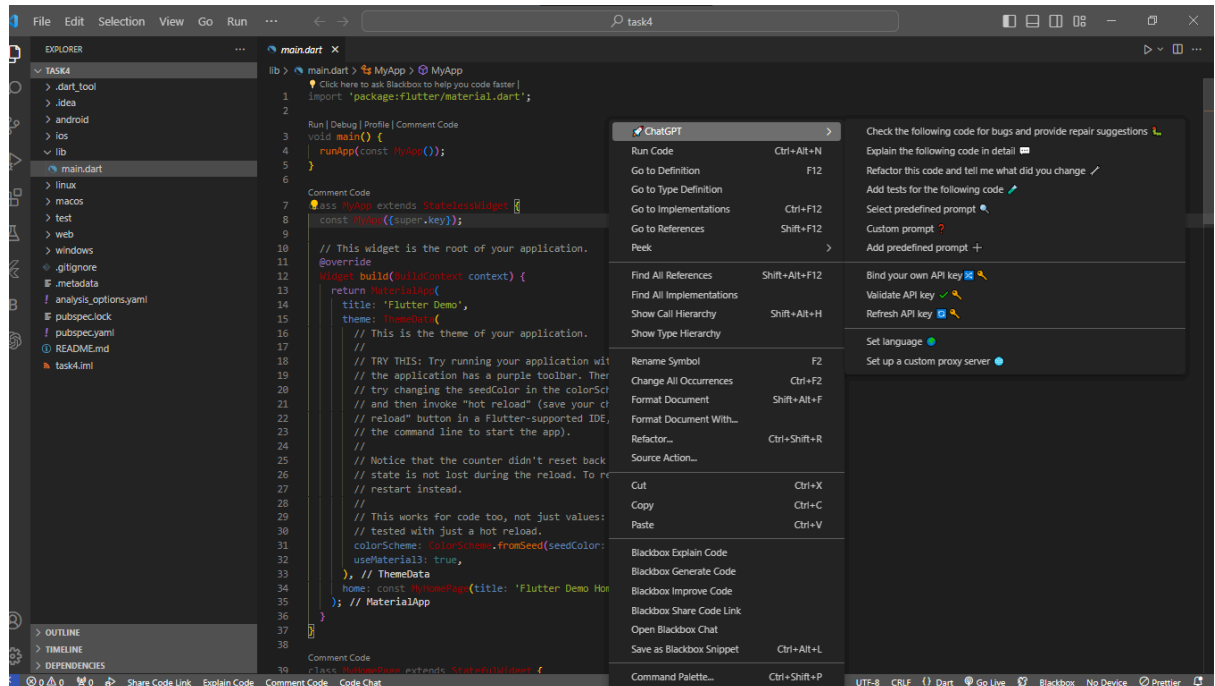 File Edit Selection View Go Run ···
task4
EXPLORER ···
TASK4
.dart_tool
.idea
android
ios
lib
main.dart
linux
macos
test
web
windows
.gitignore
.metadata
analysis_options.yaml
pubspec.lock
pubspec.yaml
README.md
task4.iml
OUTLINE
TIMELINE
DEPENDENCIES
main.dart
lib > main.dart > MyApp > MyApp
Click here to ask Blackbox to help you code faster |
1 import 'package:flutter/material.dart';
2
Run | Debug | Profile | Comment Code
3 void main() {
4 runApp(const MyApp());
5 }
6
Comment Code
7 class MyApp extends StatelessWidget {
8 const MyApp({super.key});
9
10 // This widget is the root of your application.
11 @override
12 Widget build(BuildContext context) {
13 return MaterialApp(
14 title: 'Flutter Demo',
15 theme: ThemeData(
16 // This is the theme of your application.
17 //
18 // TRY THIS: Try running your application wit
19 // the application has a purple toolbar. Ther
20 // try changing the seedColor in the colorSch
21 // and then invoke "hot reload" (save your ch
22 // reload" button in a Flutter-supported IDE,
23 // the command line to start the app).
24 //
25 // Notice that the counter didn't reset back
26 // state is not lost during the reload. To re
27 // restart instead.
28 //
29 // This works for code too, not just values:
30 // tested with just a hot reload.
31 colorScheme: ColorScheme.fromSeed(seedColor:
32 useMaterial3: true,
33 ), // ThemeData
34 home: const MyHomePage(title: 'Flutter Demo Hom
35 ); // MaterialApp
36 }
37 }
38
Comment Code
39 class MyHomePage extends StatefulWidget {
ChatGPT
Run Code Ctrl+Alt+N
Go to Definition F12
Go to Type Definition
Go to Implementations Ctrl+F12
Go to References Shift+F12
Peek
Find All References Shift+Alt+F12
Find All Implementations
Show Call Hierarchy Shift+Alt+H
Show Type Hierarchy
Rename Symbol F2
Change All Occurrences Ctrl+F2
Format Document Shift+Alt+F
Format Document With...
Refactor... Ctrl+Shift+R
Source Action...
Cut Ctrl+X
Copy Ctrl+C
Paste Ctrl+V
Blackbox Explain Code
Blackbox Generate Code
Blackbox Improve Code
Blackbox Share Code Link
Open Blackbox Chat
Save as Blackbox Snippet Ctrl+Alt+L
Command Palette... Ctrl+Shift+P
Check the following code for bugs and provide repair suggestions
Explain the following code in detail
Refactor this code and tell me what did you change
Add tests for the following code
Select predefined prompt
Custom prompt ?
Add predefined prompt +
Bind your own API key
Validate API key
Refresh API key
Set language
Set up a custom proxy server
0 0 0 Share Code Link Explain Code Comment Code Code Chat UTF-8 CRLF {} Dart Go Live Blackbox No Device Prettier